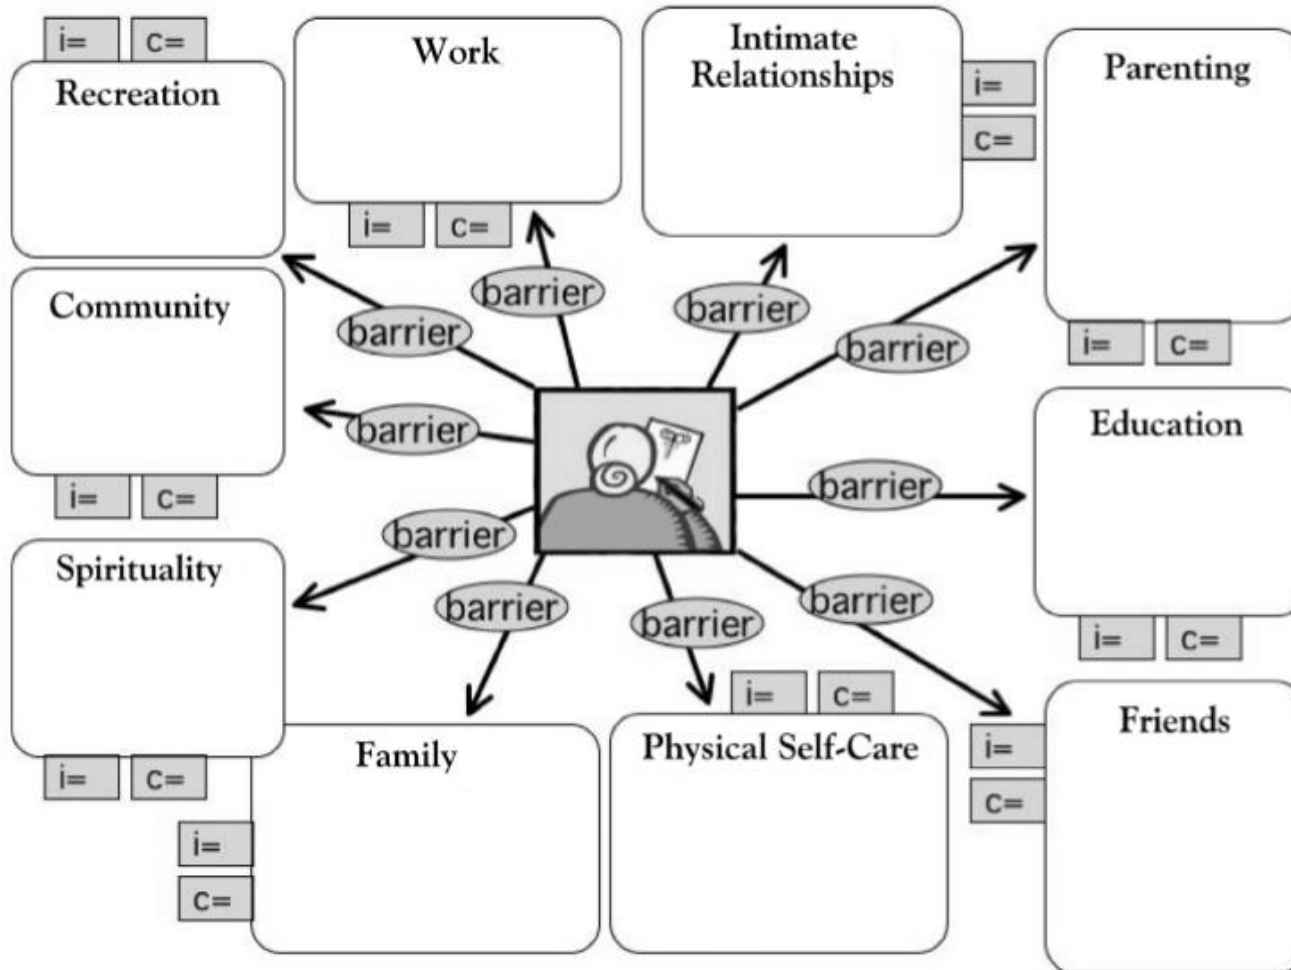 i= c=
Recreation
Work
i= c=
Intimate
Relationships
i=
c=
Parenting
i= c=
barrier
barrier
barrier
barrier
Community
i= c=
barrier
Education
i= c=
barrier
Spirituality
i= c=
barrier
barrier
barrier
barrier
Family
i=
c=
i= c=
Physical Self-Care
i=
c=
Friends